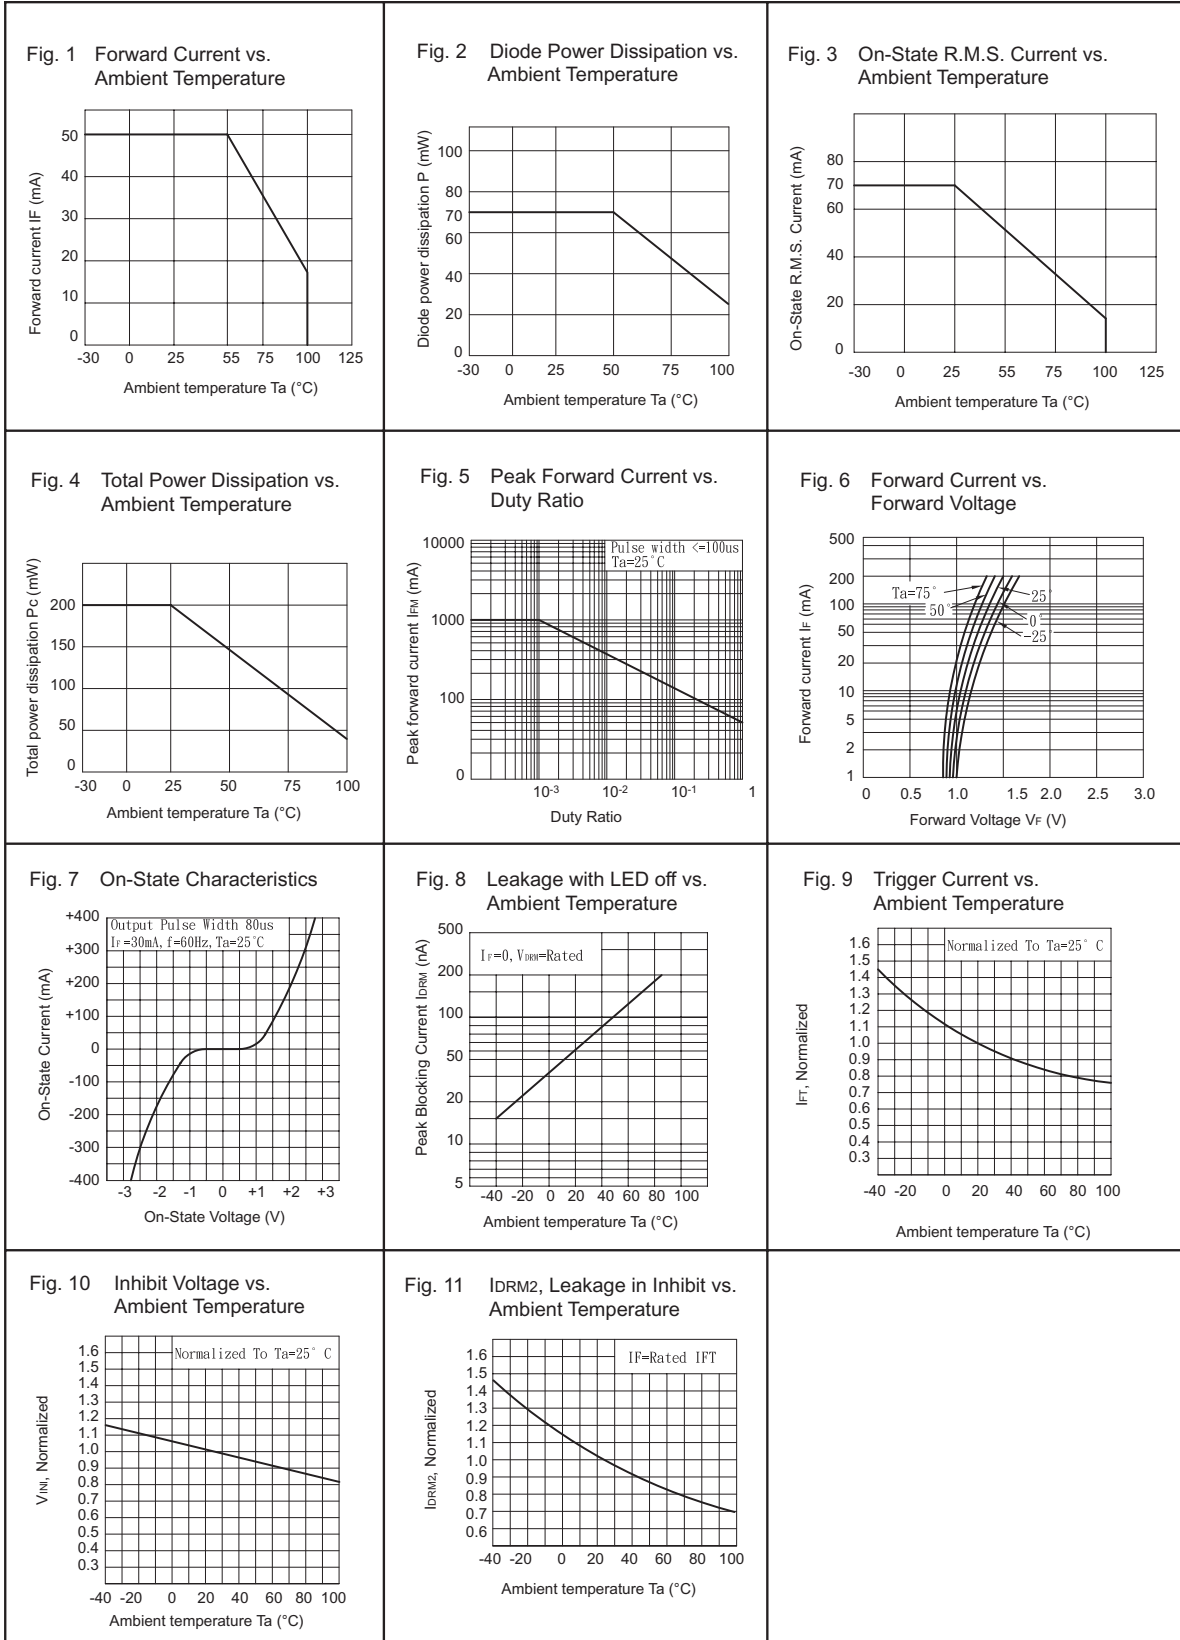 Fig. 1 Forward Current vs.
Ambient Temperature
Forward current IF (mA)
50
40
30
20
10
0
-30 0 25 55 75 100 125
Ambient temperature Ta (°C)
Fig. 2 Diode Power Dissipation vs.
Ambient Temperature
Diode power dissipation P (mW)
100
80
70
60
40
20
0
-30 0 25 50 75 100
Ambient temperature Ta (°C)
Fig. 3 On-State R.M.S. Current vs.
Ambient Temperature
On-State R.M.S. Current (mA)
80
70
60
40
20
0
-30 0 25 55 75 100 125
Ambient temperature Ta (°C)
Fig. 4 Total Power Dissipation vs.
Ambient Temperature
Total power dissipation Pc (mW)
200
150
100
50
0
-30 0 25 50 75 100
Ambient temperature Ta (°C)
Fig. 5 Peak Forward Current vs.
Duty Ratio
Peak forward current IFM (mA)
Pulse width <=100us
Ta=25°C
10000
1000
100
0
10-3 10-2 10-1 1
Duty Ratio
Fig. 6 Forward Current vs.
Forward Voltage
Forward current IF (mA)
500
200
100
50
20
10
5
2
1
Ta=75°
50°
25°
0°
-25°
0 0.5 1.0 1.5 2.0 2.5 3.0
Forward Voltage VF (V)
Fig. 7 On-State Characteristics
On-State Current (mA)
Output Pulse Width 80us
IF=30mA, f=60Hz, Ta=25°C
+400
+300
+200
+100
0
-100
-200
-300
-400
-3 -2 -1 0 +1 +2 +3
On-State Voltage (V)
Fig. 8 Leakage with LED off vs.
Ambient Temperature
Peak Blocking Current IDRM (nA)
IF=0, VDRM=Rated
500
200
100
50
20
10
5
-40 -20 0 20 40 60 80 100
Ambient temperature Ta (°C)
Fig. 9 Trigger Current vs.
Ambient Temperature
IFT, Normalized
Normalized To Ta=25° C
1.6
1.5
1.4
1.3
1.2
1.1
1.0
0.9
0.8
0.7
0.6
0.5
0.4
0.3
-40 -20 0 20 40 60 80 100
Ambient temperature Ta (°C)
Fig. 10 Inhibit Voltage vs.
Ambient Temperature
VINI, Normalized
Normalized To Ta=25° C
1.6
1.5
1.4
1.3
1.2
1.1
1.0
0.9
0.8
0.7
0.6
0.5
0.4
0.3
-40 -20 0 20 40 60 80 100
Ambient temperature Ta (°C)
Fig. 11 IDRM2, Leakage in Inhibit vs.
Ambient Temperature
IDRM2, Normalized
IF=Rated IFT
1.6
1.5
1.4
1.3
1.2
1.1
1.0
0.9
0.8
0.7
0.6
-40 -20 0 20 40 60 80 100
Ambient temperature Ta (°C)